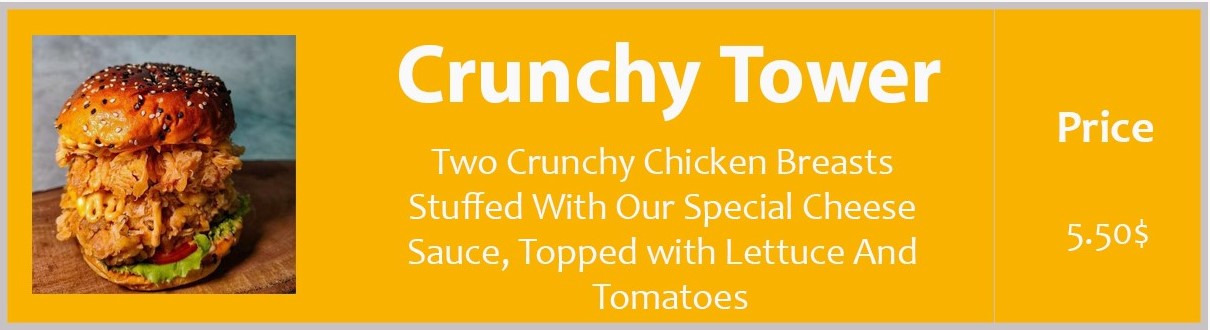 Crunchy Tower
Two Crunchy Chicken Breasts
Stuffed With Our Special Cheese
Sauce, Topped with Lettuce And
Tomatoes
Price
5.50$